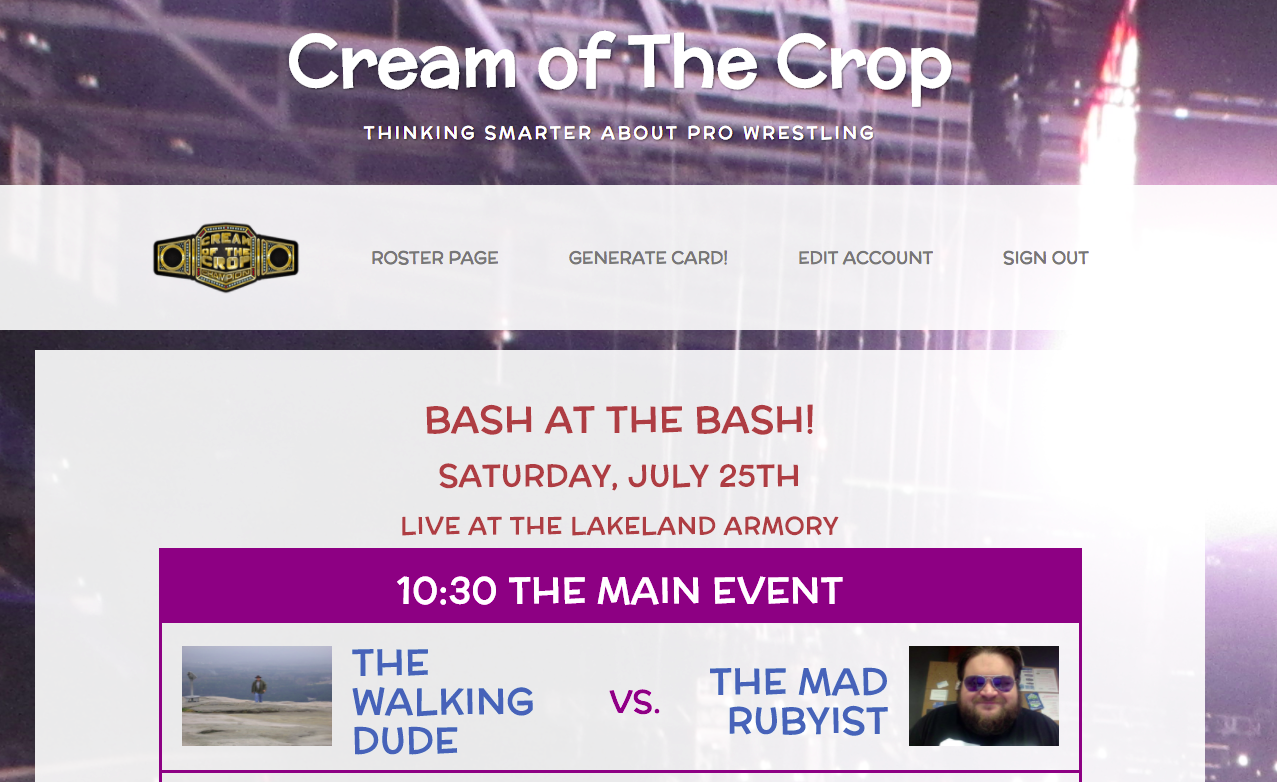 Cream of The Crop
THINKING SMARTER ABOUT PRO WRESTLING
CREAM
OF THE
CROP
ROSTER PAGE
GENERATE CARD!
EDIT ACCOUNT
SIGN OUT
BASH AT THE BASH!
SATURDAY, JULY 25TH
LIVE AT THE LAKELAND ARMORY
10:30 THE MAIN EVENT
THE
WALKING
DUDE
VS.
THE MAD
RUBYIST